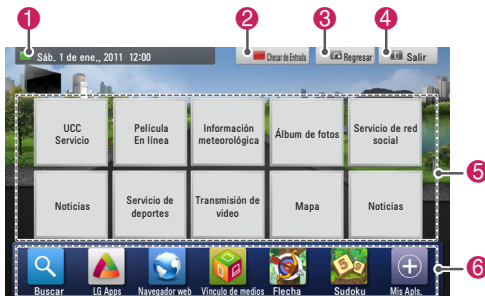 1 2 3 4
Sáb, 1 de ene., 2011 12:00 Checar de Entrada Regresar Salir
UCC
Servicio
Película
En línea
Información
meteorológica
Álbum de fotos
Servicio de red
social
5
Noticias
Servicio de
deportes
Transmisión de
video
Mapa
Noticias
6
Buscar LG Apps Navegador web Vínculo de medios Flecha Sudoku Mis Apls.